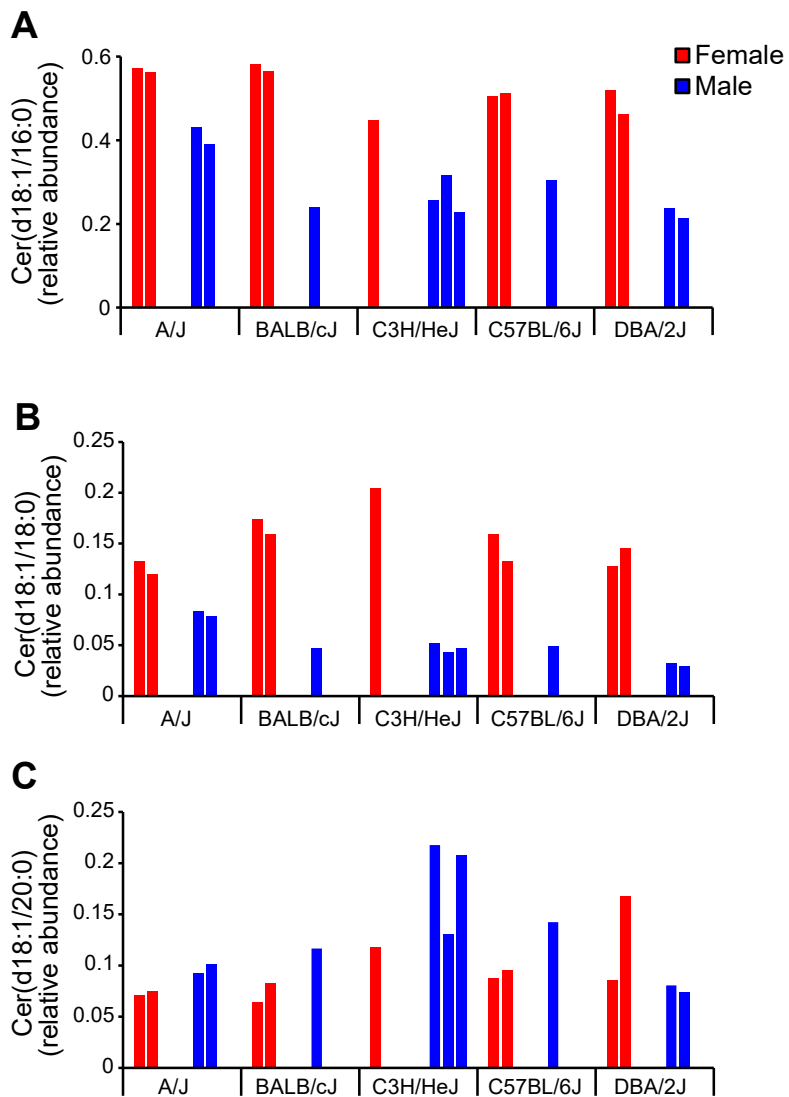 A
Female
Male
Cer(d18:1/16:0)
(relative abundance)
0.6
0.4
0.2
0
A/J BALB/cJ C3H/HeJ C57BL/6J DBA/2J
B
Cer(d18:1/18:0)
(relative abundance)
0.25
0.2
0.15
0.1
0.05
0
A/J BALB/cJ C3H/HeJ C57BL/6J DBA/2J
C
Cer(d18:1/20:0)
(relative abundance)
0.25
0.2
0.15
0.1
0.05
0
A/J BALB/cJ C3H/HeJ C57BL/6J DBA/2J